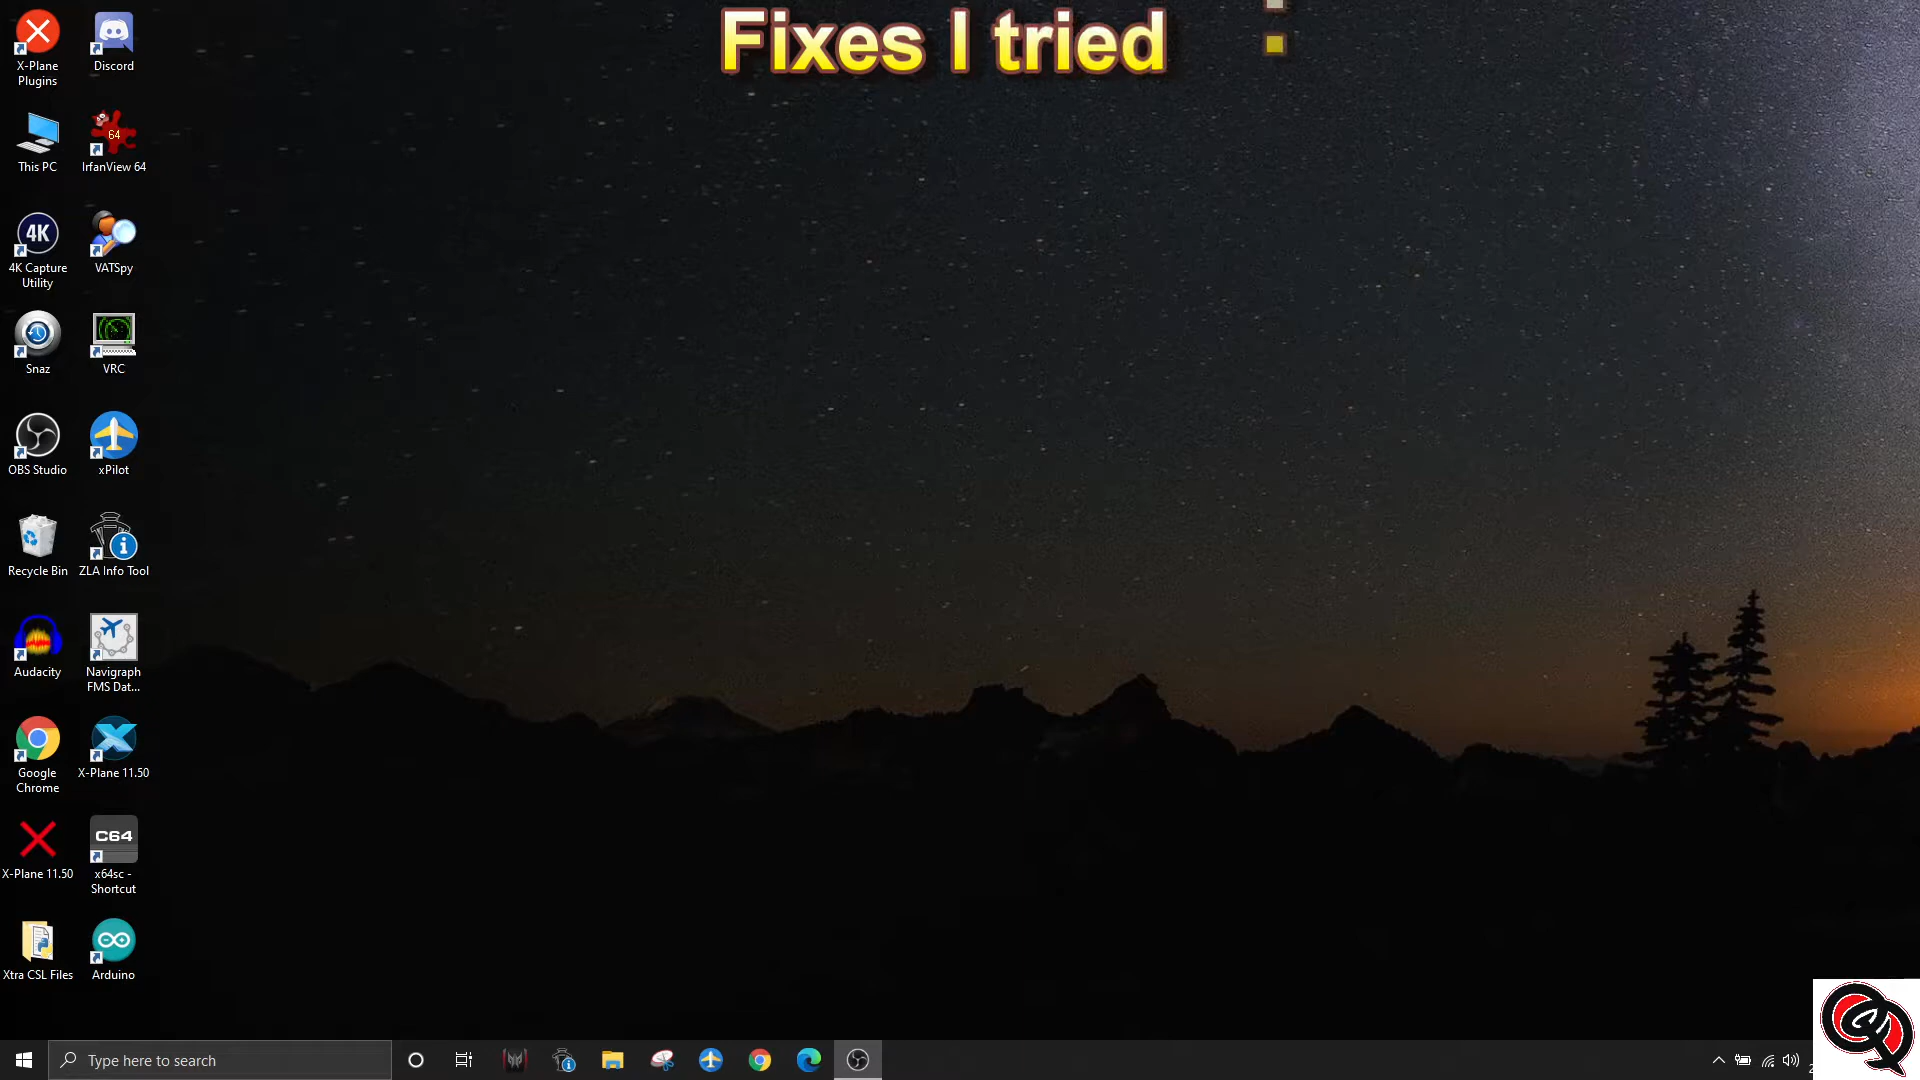 Fixes I tried
X-Plane
Plugins
Discord
This PC
64
IrfanView 64
4K
4K Capture
Utility
VATSpy
Snaz
VRC
OBS Studio
xPilot
Recycle Bin
ZLA Info Tool
Audacity
Navigraph
FMS Dat...
Google
Chrome
X-Plane 11.50
X-Plane 11.50
C64
x64sc -
Shortcut
Xtra CSL Files
Arduino
Type here to search